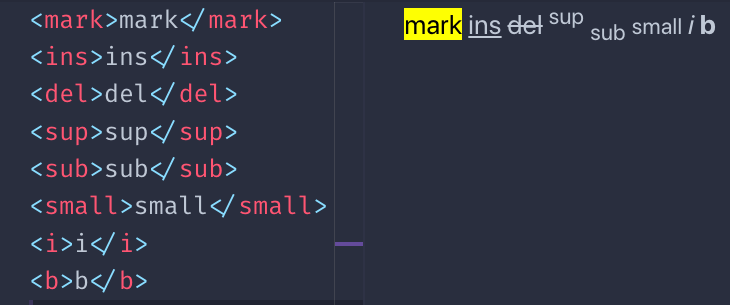 <mark>mark</mark>
<ins>ins</ins>
<del>del</del>
<sup>sup</sup>
<sub>sub</sub>
<small>small</small>
<i>i</i>
<b>b</b>
mark ins del sup sub small i b